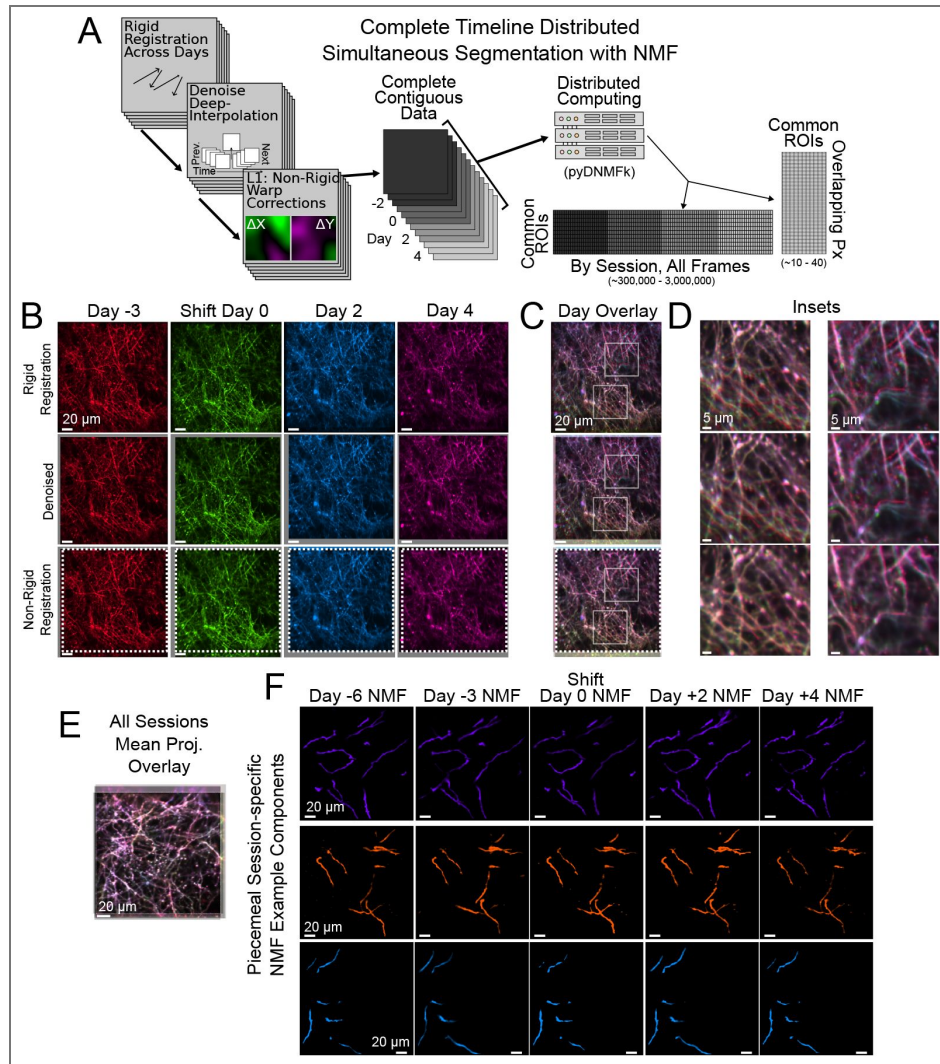 A
Complete Timeline Distributed
Simultaneous Segmentation with NMF
Rigid
Registration
Across Days
Denoise
Deep-
Interpolation
Prev.
Next
Time
L1: Non-Rigid
Warp
Corrections
ΔX
ΔY
Complete
Contiguous
Data
-2
0
Day
2
4
Distributed
Computing
(pyDNMFk)
Common
ROIs
By Session, All Frames
(~300,000 - 3,000,000)
Common
ROIs
Overlapping Px
(~10 - 40)
B
Day -3
Shift Day 0
Day 2
Day 4
Rigid
Registration
20 µm
Denoised
Non-Rigid
Registration
C
Day Overlay
20 µm
D
Insets
5 µm
5 µm
E
All Sessions
Mean Proj.
Overlay
20 µm
F
Piecemeal Session-specific
NMF Example Components
Day -6 NMF
Day -3 NMF
Shift
Day 0 NMF
Day +2 NMF
Day +4 NMF
20 µm
20 µm
20 µm